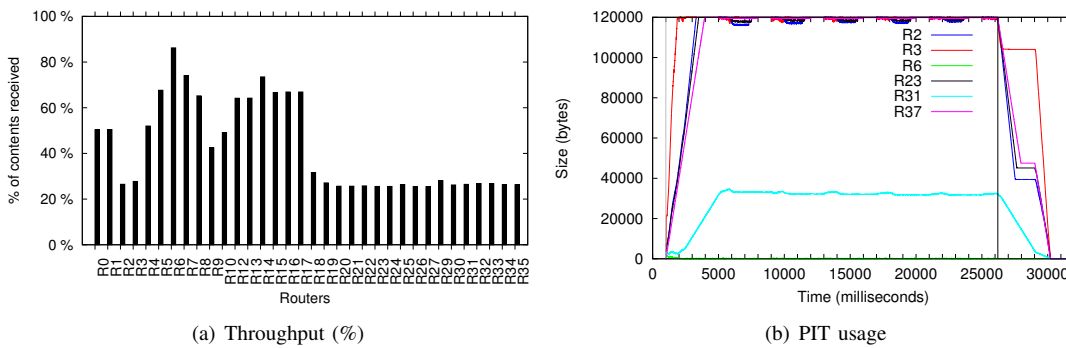 100 %
80 %
60 %
40 %
20 %
0 %
% of contents received
R0
R1
R2
R3
R4
R5
R6
R7
R8
R9
R10
R12
R13
R14
R15
R16
R17
R18
R19
R20
R21
R22
R23
R24
R25
R26
R27
R29
R30
R31
R32
R33
R34
R35
Routers
(a) Throughput (%)
120000
100000
80000
60000
40000
20000
0
Size (bytes)
R2
R3
R6
R23
R31
R37
0 5000 10000 15000 20000 25000 30000
Time (milliseconds)
(b) PIT usage